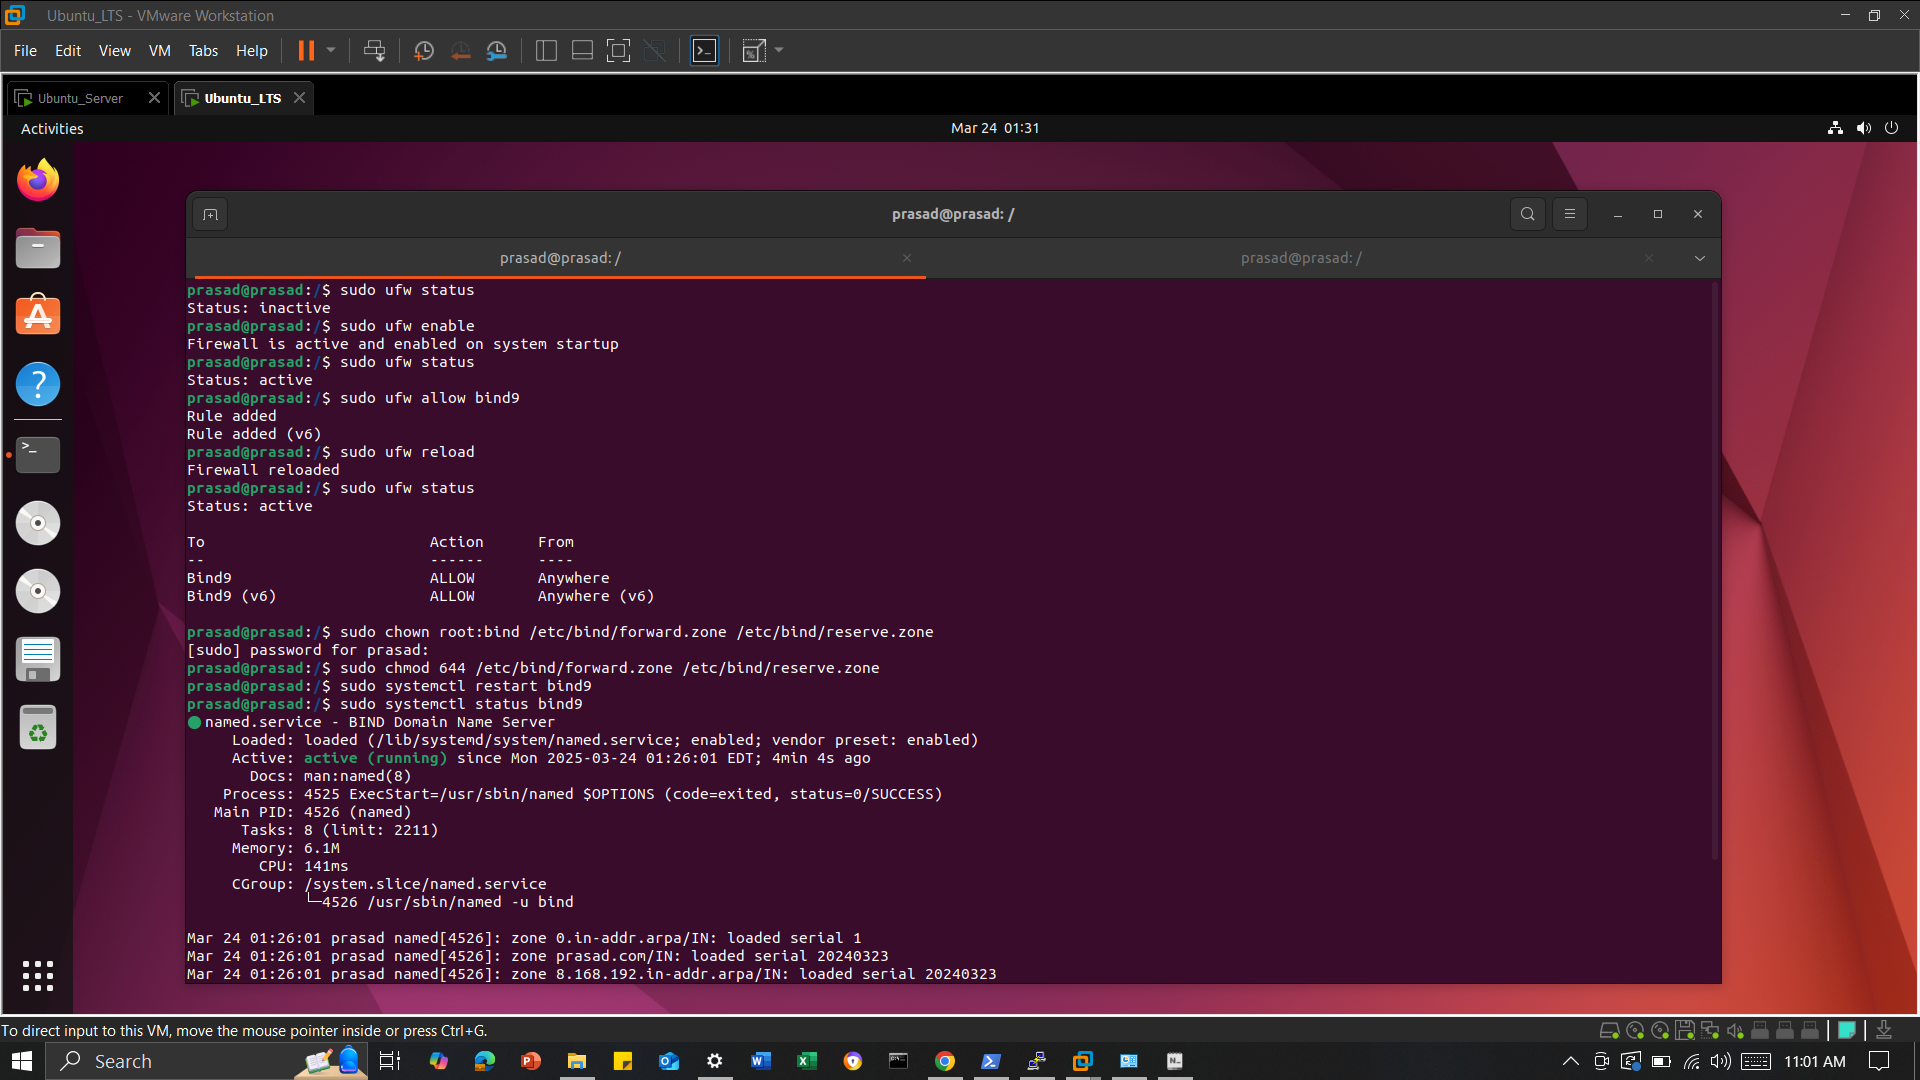 Ubuntu_LTS - VMware Workstation
File Edit View VM Tabs Help
Ubuntu_Server Ubuntu_LTS
Activities Mar 24 01:31
prasad@prasad: /
prasad@prasad: / prasad@prasad: /
prasad@prasad:/$ sudo ufw status
Status: inactive
prasad@prasad:/$ sudo ufw enable
Firewall is active and enabled on system startup
prasad@prasad:/$ sudo ufw status
Status: active
prasad@prasad:/$ sudo ufw allow bind9
Rule added
Rule added (v6)
prasad@prasad:/$ sudo ufw reload
Firewall reloaded
prasad@prasad:/$ sudo ufw status
Status: active
To Action From
-- ------ ----
Bind9 ALLOW Anywhere
Bind9 (v6) ALLOW Anywhere (v6)
prasad@prasad:/$ sudo chown root:bind /etc/bind/forward.zone /etc/bind/reserve.zone
[sudo] password for prasad:
prasad@prasad:/$ sudo chmod 644 /etc/bind/forward.zone /etc/bind/reserve.zone
prasad@prasad:/$ sudo systemctl restart bind9
prasad@prasad:/$ sudo systemctl status bind9
● named.service - BIND Domain Name Server
Loaded: loaded (/lib/systemd/system/named.service; enabled; vendor preset: enabled)
Active: active (running) since Mon 2025-03-24 01:26:01 EDT; 4min 4s ago
Docs: man:named(8)
Process: 4525 ExecStart=/usr/sbin/named $OPTIONS (code=exited, status=0/SUCCESS)
Main PID: 4526 (named)
Tasks: 8 (limit: 2211)
Memory: 6.1M
CPU: 141ms
CGroup: /system.slice/named.service
└─4526 /usr/sbin/named -u bind
Mar 24 01:26:01 prasad named[4526]: zone 0.in-addr.arpa/IN: loaded serial 1
Mar 24 01:26:01 prasad named[4526]: zone prasad.com/IN: loaded serial 20240323
Mar 24 01:26:01 prasad named[4526]: zone 8.168.192.in-addr.arpa/IN: loaded serial 20240323
To direct input to this VM, move the mouse pointer inside or press Ctrl+G.
Search 11:01 AM